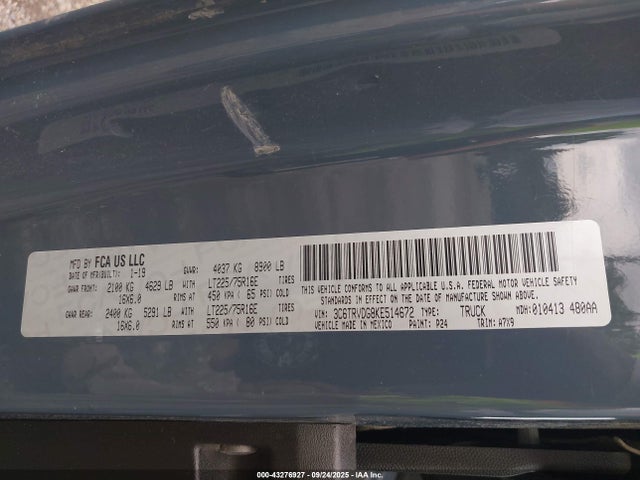 MFD BY FCA US LLC
DATE OF MFR(BUILT): 1-19 GVWR: 4037 KG 8900 LB
GAWR FRONT: 2100 KG 4629 LB WITH LT225/75R16E TIRES
16X6.0 RIMS AT 450 KPA ( 65 PSI) COLD
GAWR REAR: 2400 KG 5291 LB WITH LT225/75R16E TIRES
16X6.0 RIMS AT 550 KPA ( 80 PSI) COLD
THIS VEHICLE CONFORMS TO ALL APPLICABLE U.S.A. FEDERAL MOTOR VEHICLE SAFETY
STANDARDS IN EFFECT ON THE DATE OF MANUFACTURE SHOWN ABOVE.
VIN: 3C6TRVDG9KE514672 TYPE: TRUCK MDH: 010413 480AA
MADE IN MEXICO PAINT: P24 TRIM: A7X9
000-43276927 - 09/24/2025 - IAAI. Copyright